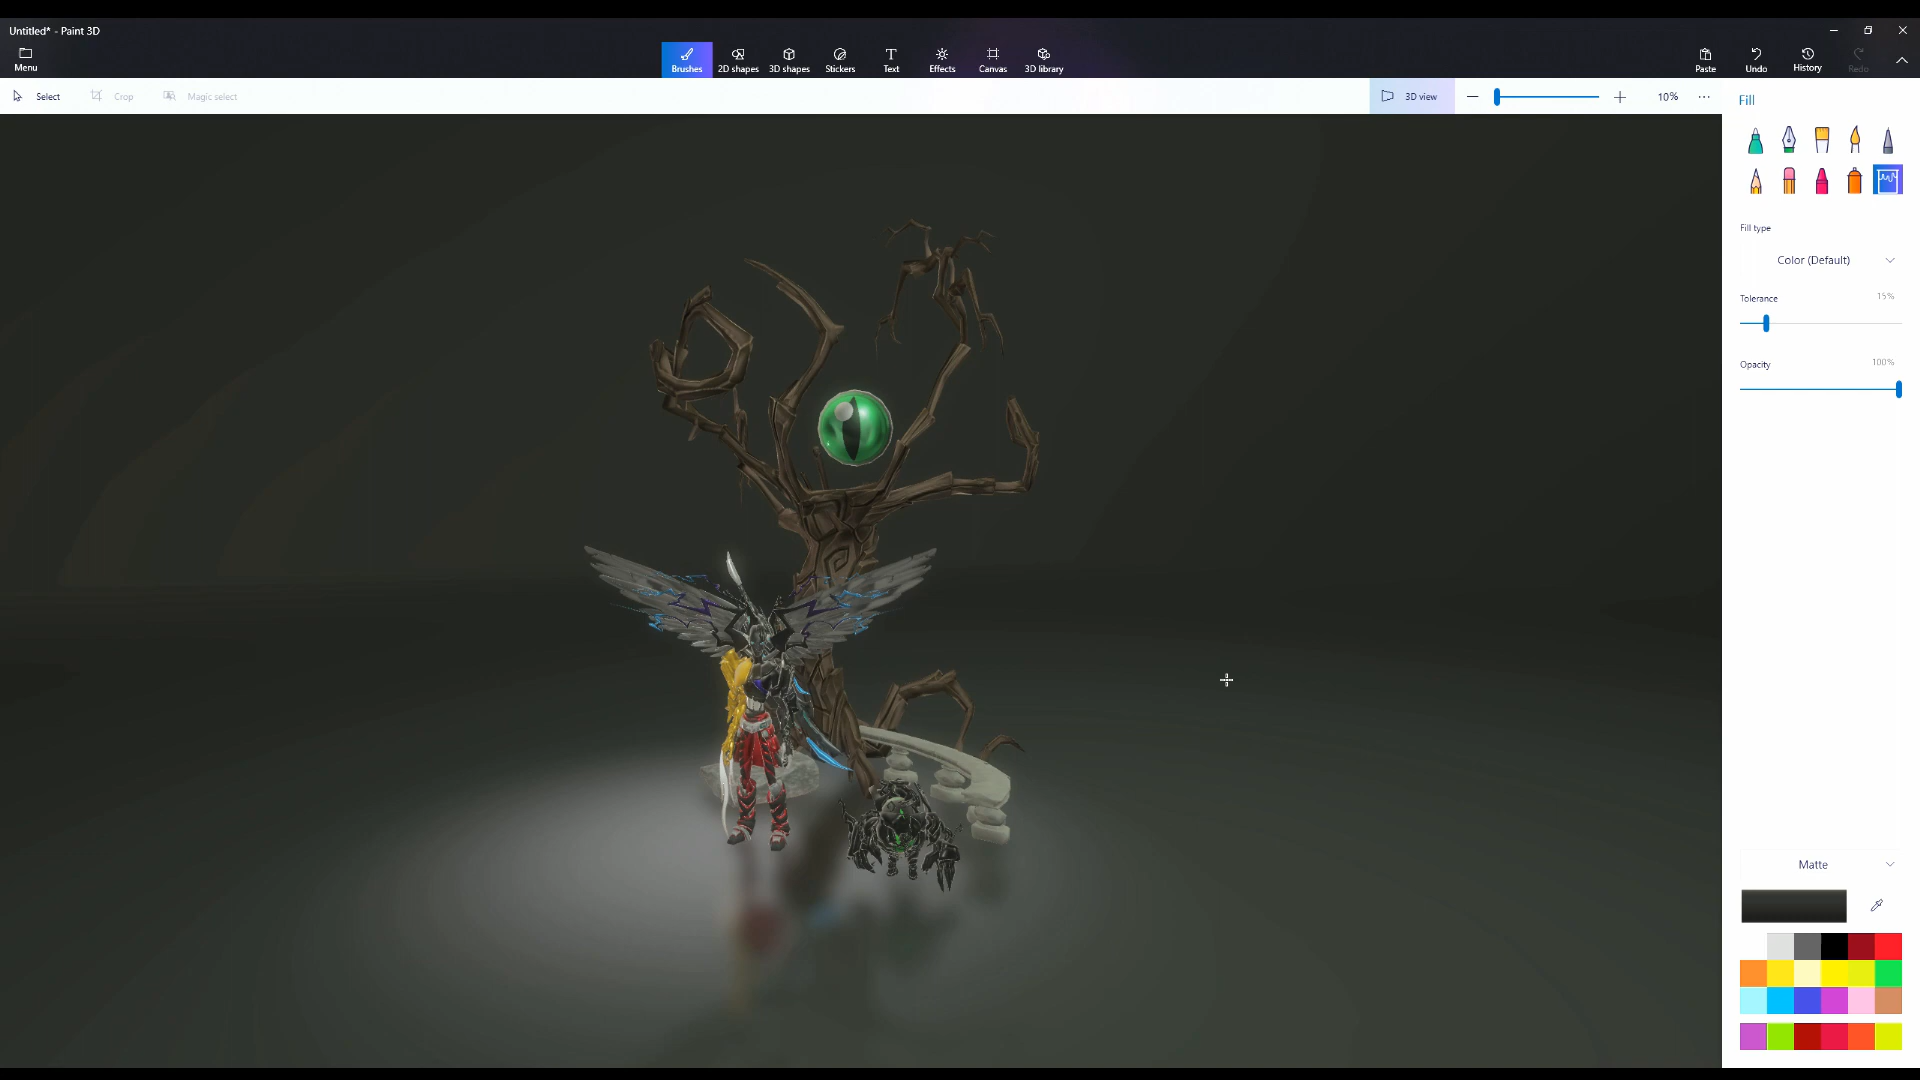 Untitled* - Paint 3D
Menu
Brushes
2D shapes
3D shapes
Stickers
Text
Effects
Canvas
3D library
Paste
Undo
History
Redo
Select
Crop
Magic select
3D view
10%
Fill
Fill type
Color (Default)
Tolerance
15%
Opacity
100%
Matte